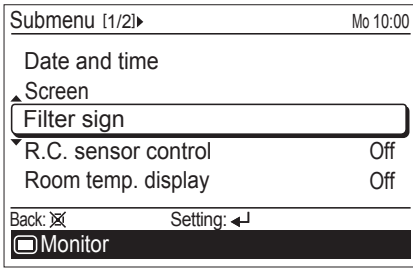 Submenu [1/2]▸ Mo 10:00
Date and time
Screen
Filter sign
R.C. sensor control Off
Room temp. display Off
Back: Setting:
Monitor